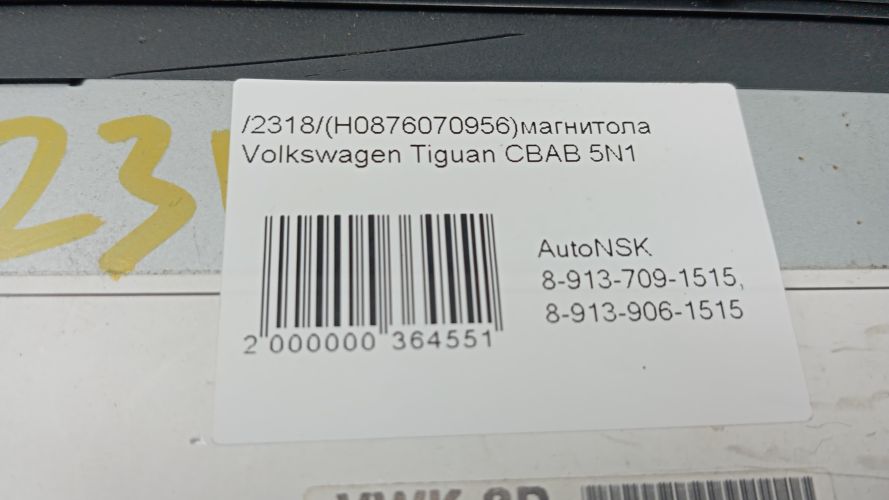 /2318/(H0876070956)магнитола
Volkswagen Tiguan CBAB 5N1
AutoNSK
8-913-709-1515,
8-913-906-1515
2 000000 364551
23